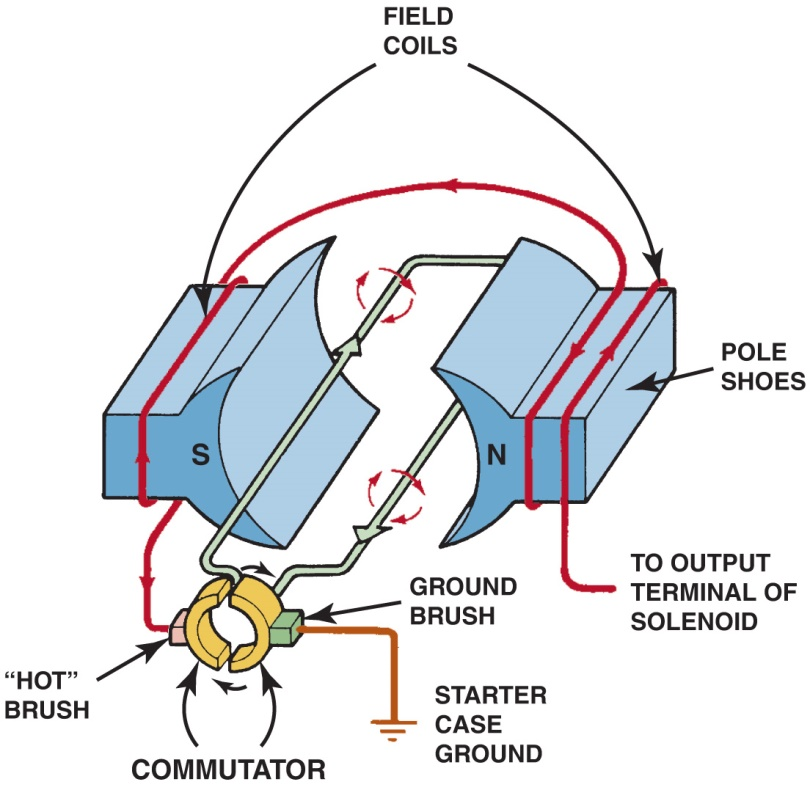 FIELD
COILS
POLE
SHOES
S
N
TO OUTPUT
TERMINAL OF
SOLENOID
GROUND
BRUSH
“HOT”
BRUSH
STARTER
CASE
GROUND
COMMUTATOR